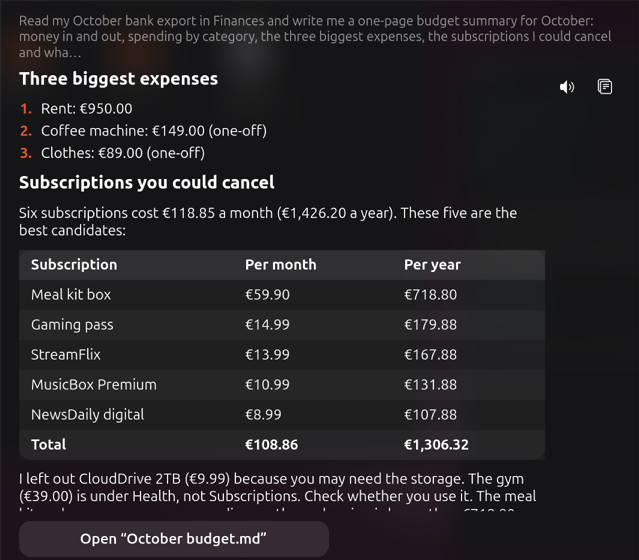 Read my October bank export in Finances and write me a one-page budget summary for October:
money in and out, spending by category, the three biggest expenses, the subscriptions I could cancel
and wha…
Three biggest expenses
1. Rent: €950.00
2. Coffee machine: €149.00 (one-off)
3. Clothes: €89.00 (one-off)
Subscriptions you could cancel
Six subscriptions cost €118.85 a month (€1,426.20 a year). These five are the
best candidates:
Subscription Per month Per year
Meal kit box €59.90 €718.80
Gaming pass €14.99 €179.88
StreamFlix €13.99 €167.88
MusicBox Premium €10.99 €131.88
NewsDaily digital €8.99 €107.88
Total €108.86 €1,306.32
I left out CloudDrive 2TB (€9.99) because you may need the storage. The gym
(€39.00) is under Health, not Subscriptions. Check whether you use it. The meal
Open “October budget.md”